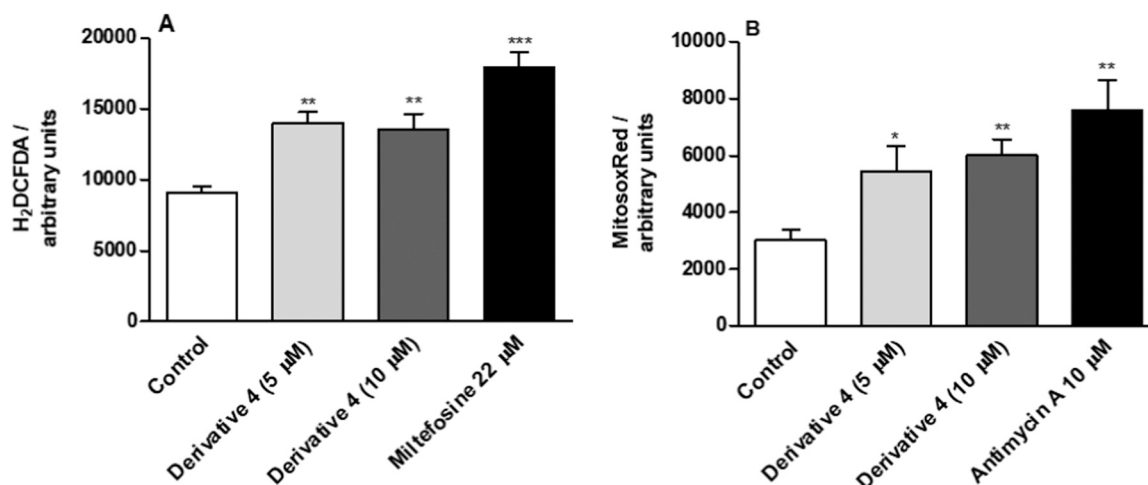 A
H₂DCFDA /
arbitrary units
20000
15000
10000
5000
0
**
**
***
Control
Derivative 4 (5 µM)
Derivative 4 (10 µM)
Miltefosine 22 µM
B
MitosoxRed /
arbitrary units
10000
8000
6000
4000
2000
0
*
**
**
Control
Derivative 4 (5 µM)
Derivative 4 (10 µM)
Antimycin A 10 µM